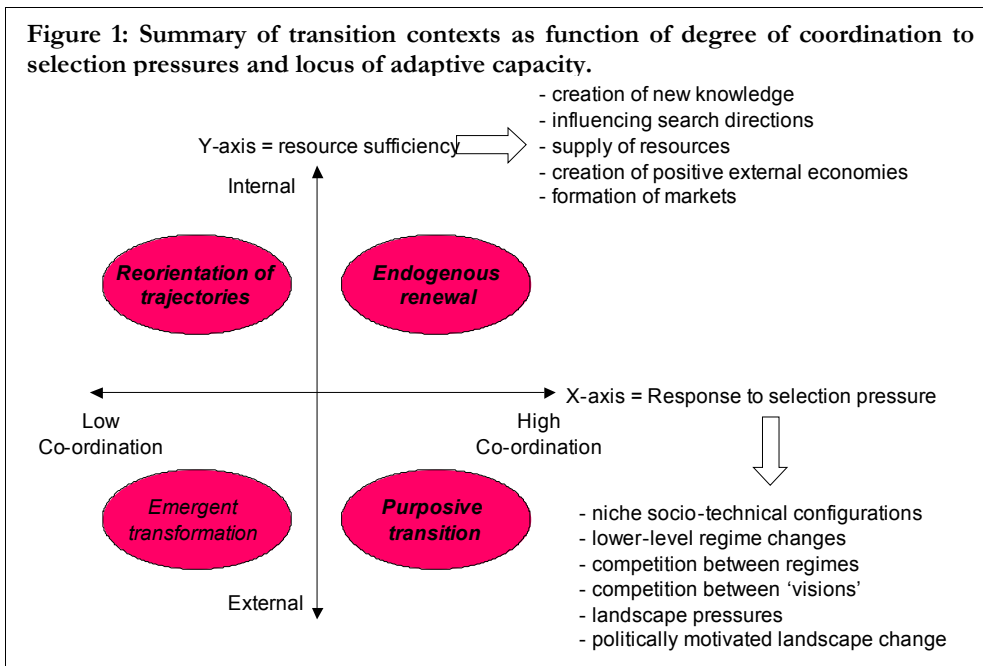 Figure 1: Summary of transition contexts as function of degree of coordination to
selection pressures and locus of adaptive capacity.
- creation of new knowledge
- influencing search directions
Y-axis = resource sufficiency
- supply of resources
- creation of positive external economies
Internal
- formation of markets
Reorientation of
trajectories
Endogenous
renewal
X-axis = Response to selection pressure
Low
Co-ordination
High
Co-ordination
Emergent
transformation
Purposive
transition
- niche socio-technical configurations
- lower-level regime changes
- competition between regimes
- competition between ‘visions’
- landscape pressures
- politically motivated landscape change
External